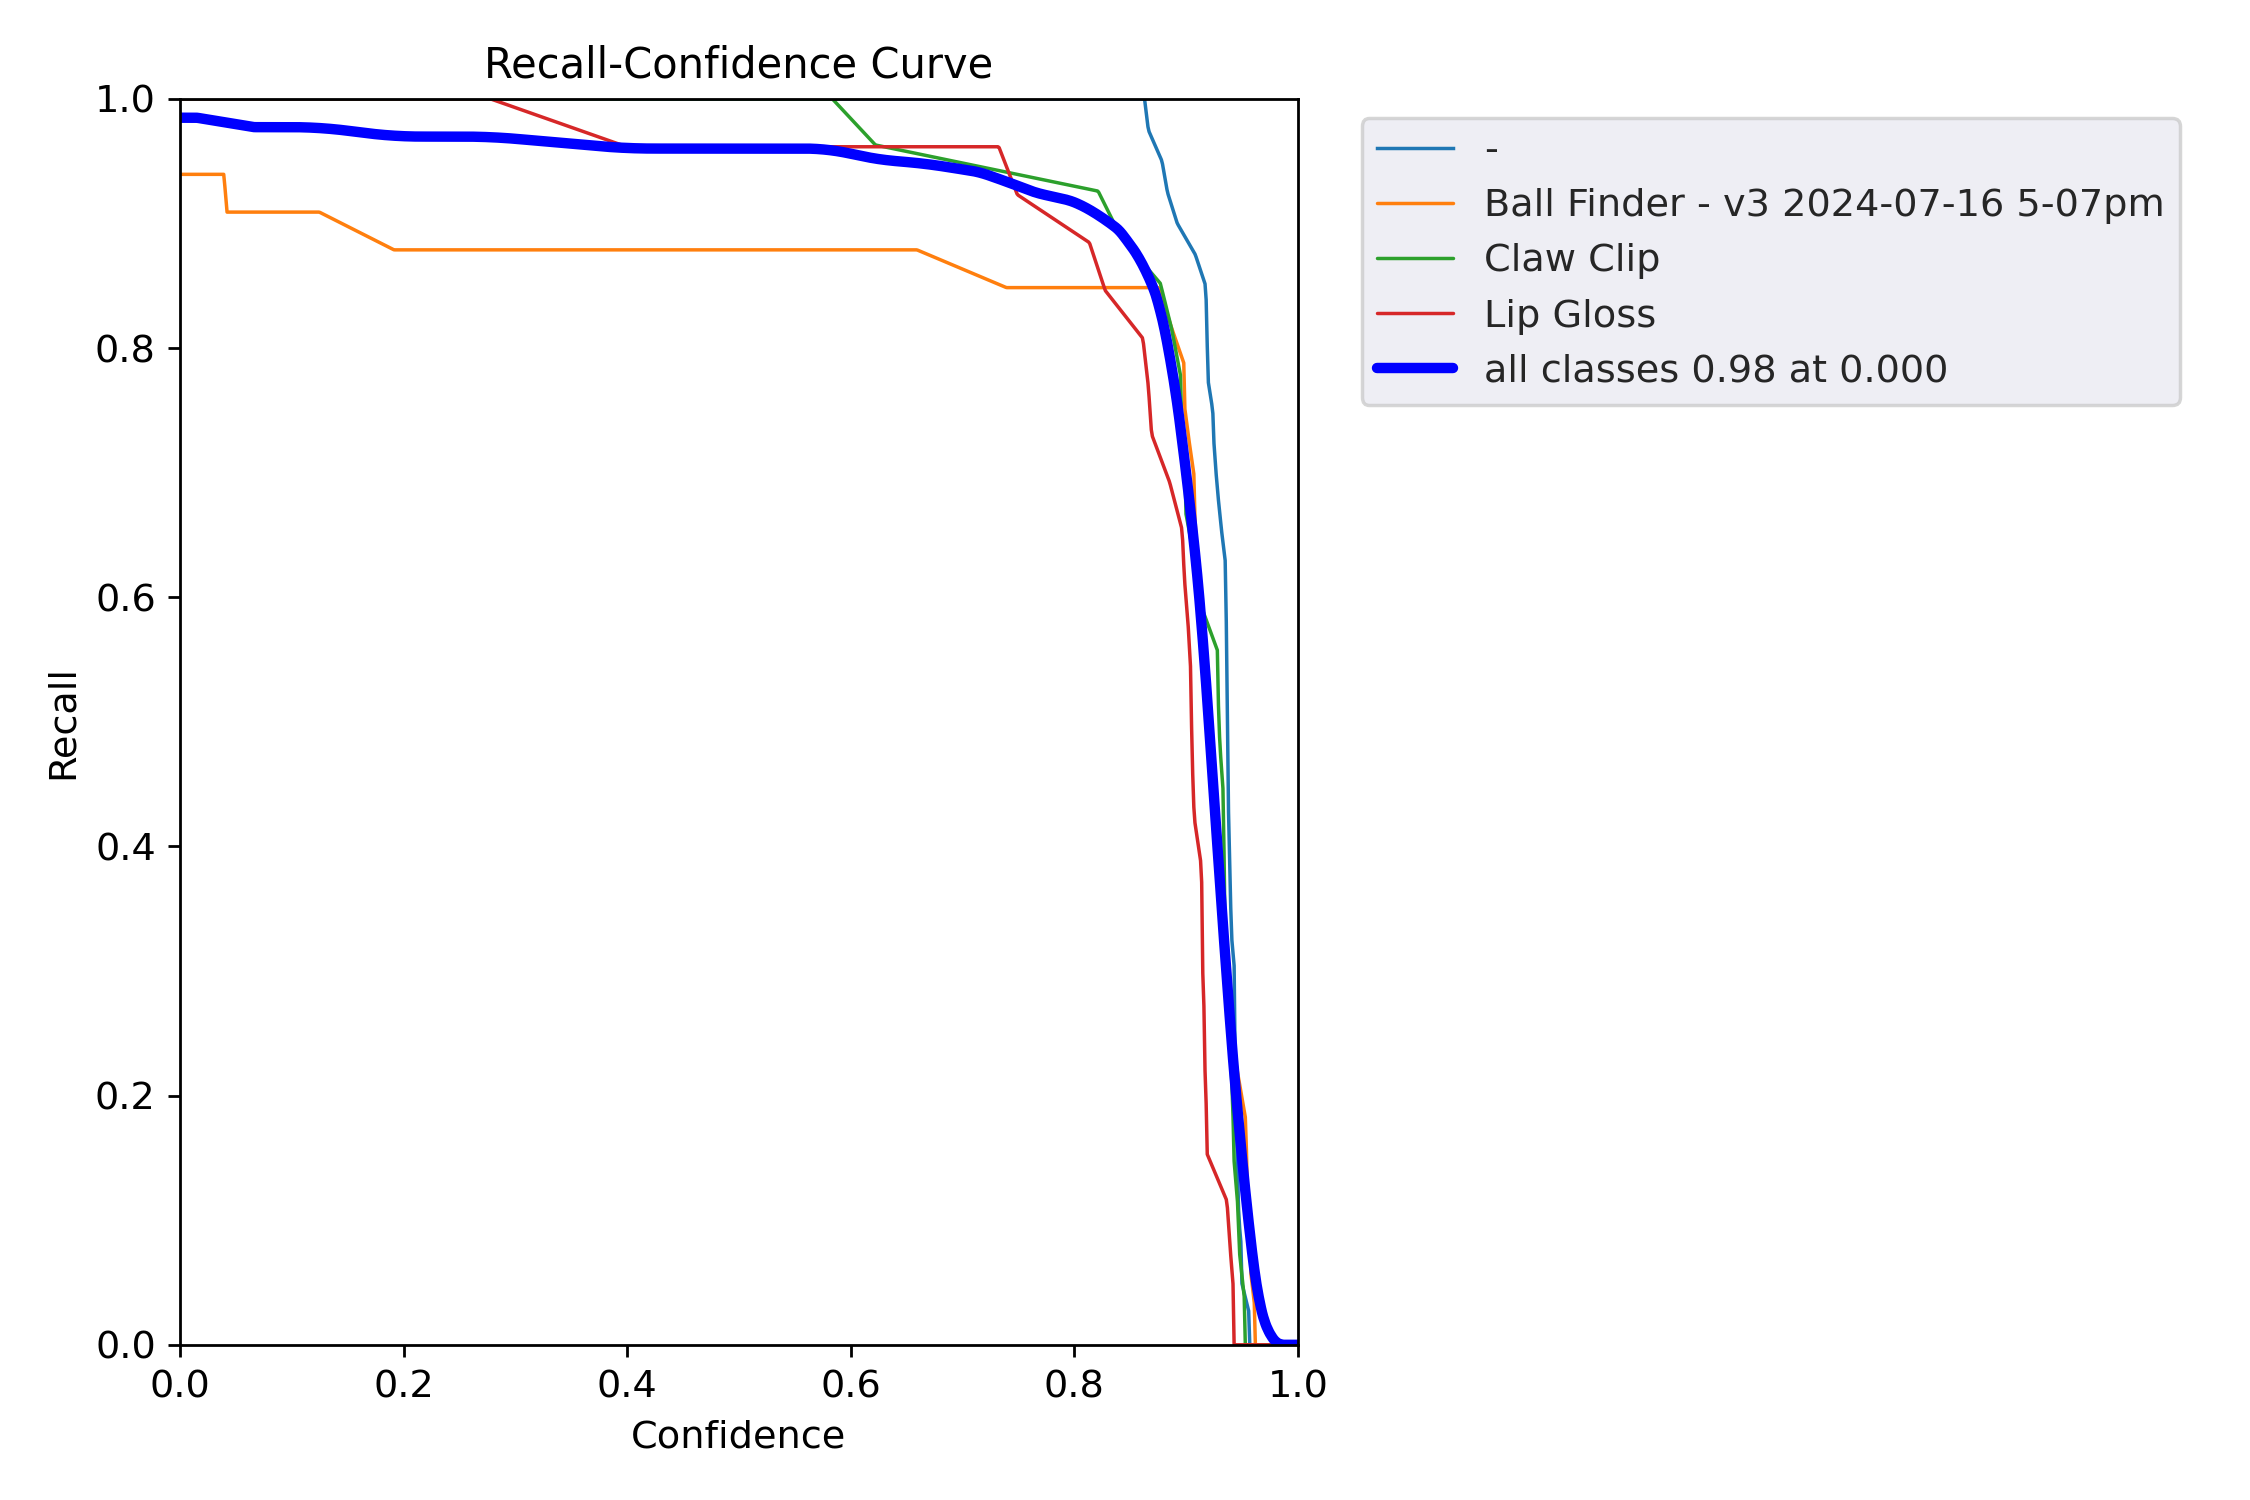 Recall-Confidence Curve
1.0
0.8
0.6
0.4
0.2
0.0
Recall
0.0 0.2 0.4 0.6 0.8 1.0
Confidence
-
Ball Finder - v3 2024-07-16 5-07pm
Claw Clip
Lip Gloss
all classes 0.98 at 0.000